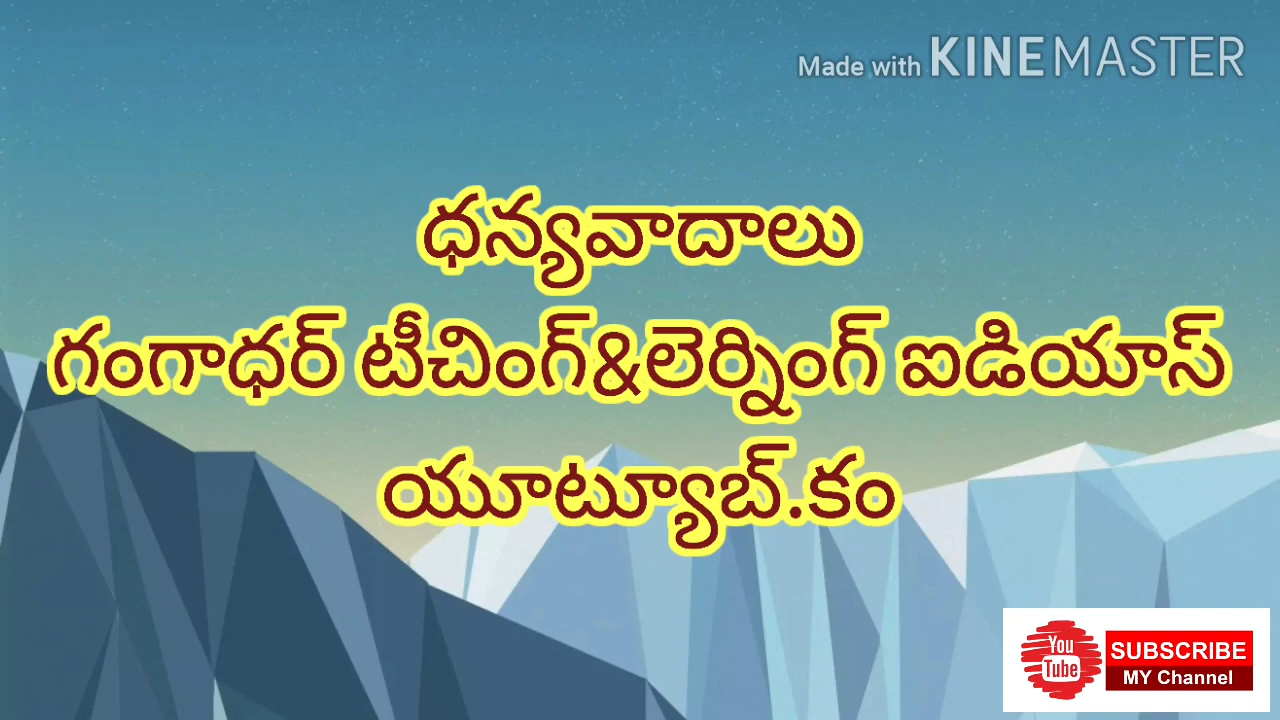 Made with KINEMASTER
ధన్యవాదాలు
గంగాధర్ టీచింగ్&లెర్నింగ్ ఐడియాస్
యూట్యూబ్.కం
You
Tube
SUBSCRIBE
MY Channel